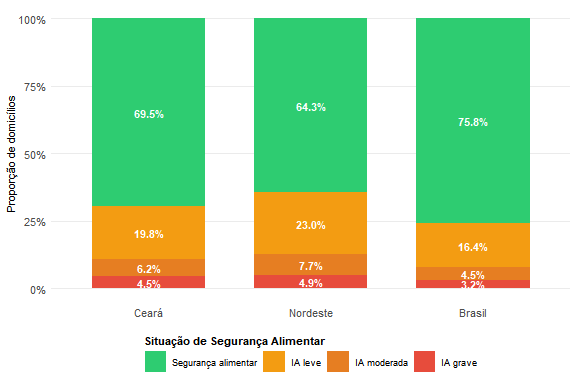 100%
75%
50%
25%
0%
Proporção de domicílios
69.5%
64.3%
75.8%
19.8%
23.0%
16.4%
6.2%
7.7%
4.5%
4.5%
4.9%
3.2%
Ceará
Nordeste
Brasil
Situação de Segurança Alimentar
Segurança alimentar
IA leve
IA moderada
IA grave